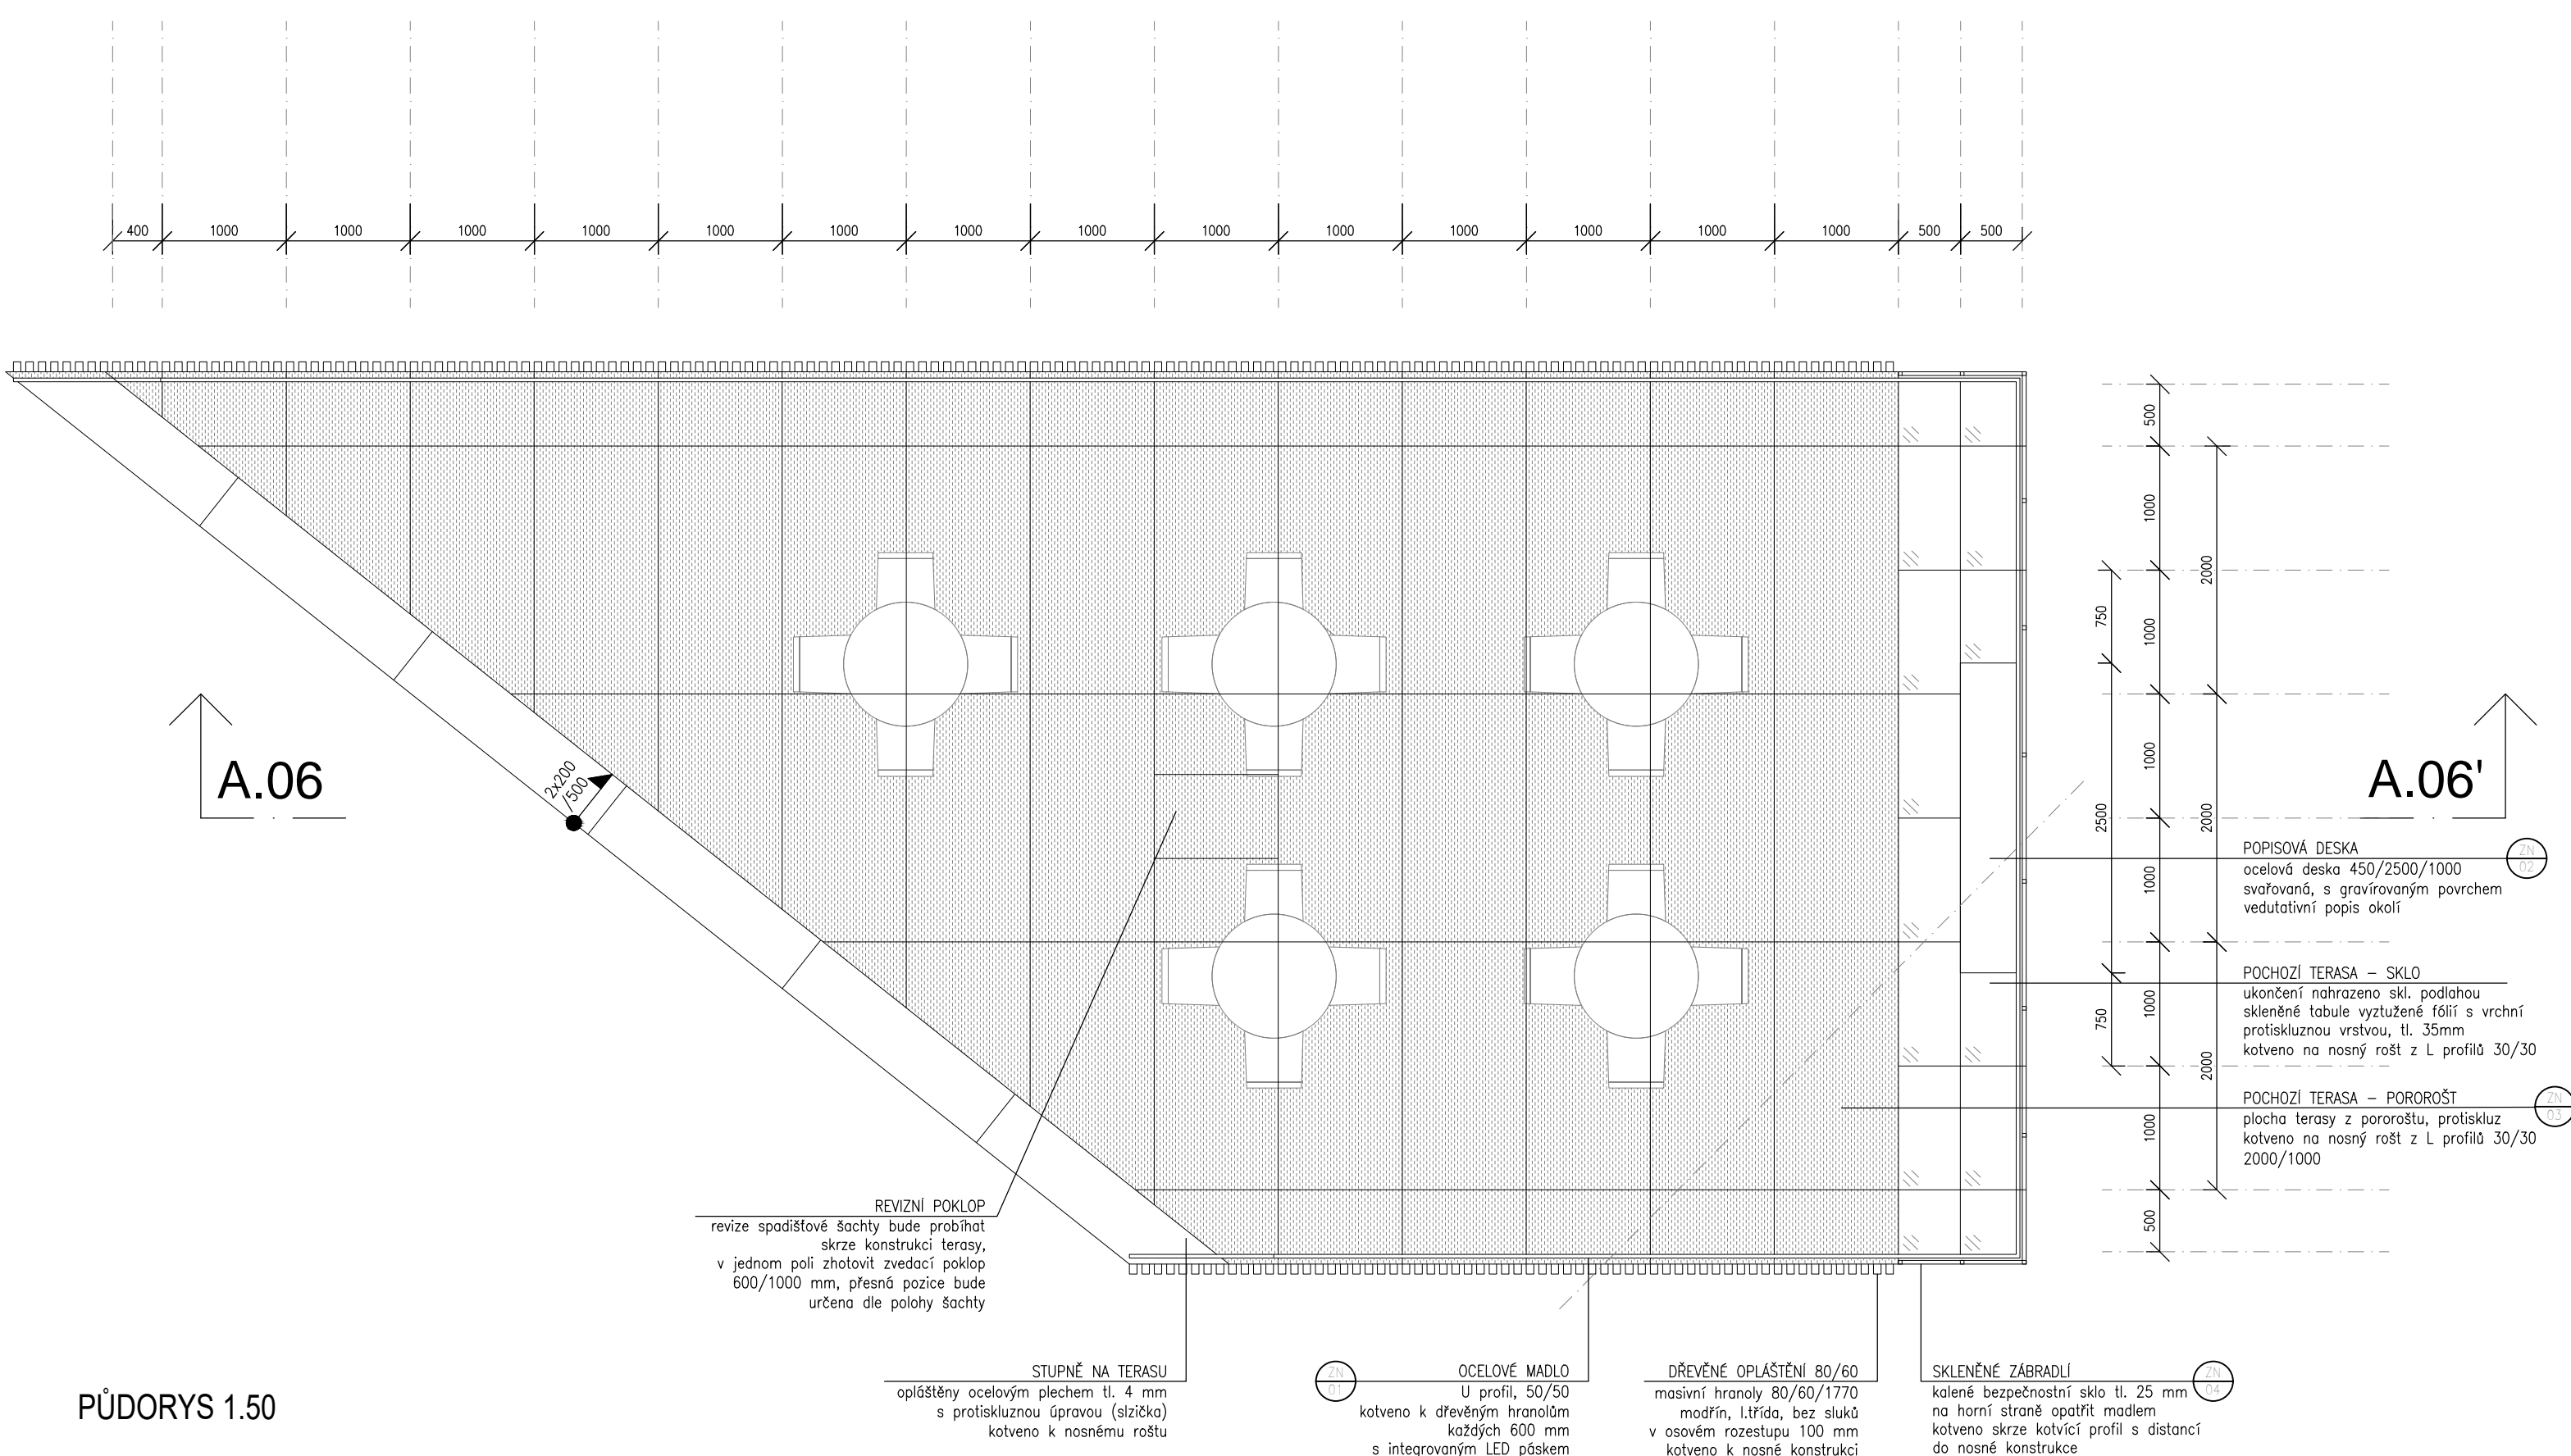 400 1000 1000 1000 1000 1000 1000 1000 1000 1000 1000 1000 1000 1000 1000 500 500
500
1000
2000
750
1000
1000
2500
2000
1000
1000
750
2000
1000
500
A.06
A.06'
2x200
/500
POPISOVÁ DESKA
ZN
02
ocelová deska 450/2500/1000
svařovaná, s gravírovaným povrchem
vedutativní popis okolí
POCHOZÍ TERASA – SKLO
ukončení nahrazeno skl. podlahou
skleněné tabule vyztužené fólií s vrchní
protiskluznou vrstvou, tl. 35mm
kotveno na nosný rošt z L profilů 30/30
POCHOZÍ TERASA – POROROŠT
ZN
03
plocha terasy z pororoštu, protiskluz
kotveno na nosný rošt z L profilů 30/30
2000/1000
REVIZNÍ POKLOP
revize spadišťové šachty bude probíhat
skrze konstrukci terasy,
v jednom poli zhotovit zvedací poklop
600/1000 mm, přesná pozice bude
určena dle polohy šachty
STUPNĚ NA TERASU
opláštěny ocelovým plechem tl. 4 mm
s protiskluznou úpravou (slzička)
kotveno k nosnému roštu
ZN
01
OCELOVÉ MADLO
U profil, 50/50
kotveno k dřevěným hranolům
každých 600 mm
s integrovaným LED páskem
DŘEVĚNÉ OPLÁŠTĚNÍ 80/60
masivní hranoly 80/60/1770
modřín, I.třída, bez sluků
v osovém rozestupu 100 mm
kotveno k nosné konstrukci
SKLENĚNÉ ZÁBRADLÍ
ZN
04
kalené bezpečnostní sklo tl. 25 mm
na horní straně opatřit madlem
kotveno skrze kotvící profil s distancí
do nosné konstrukce
PŮDORYS 1.50